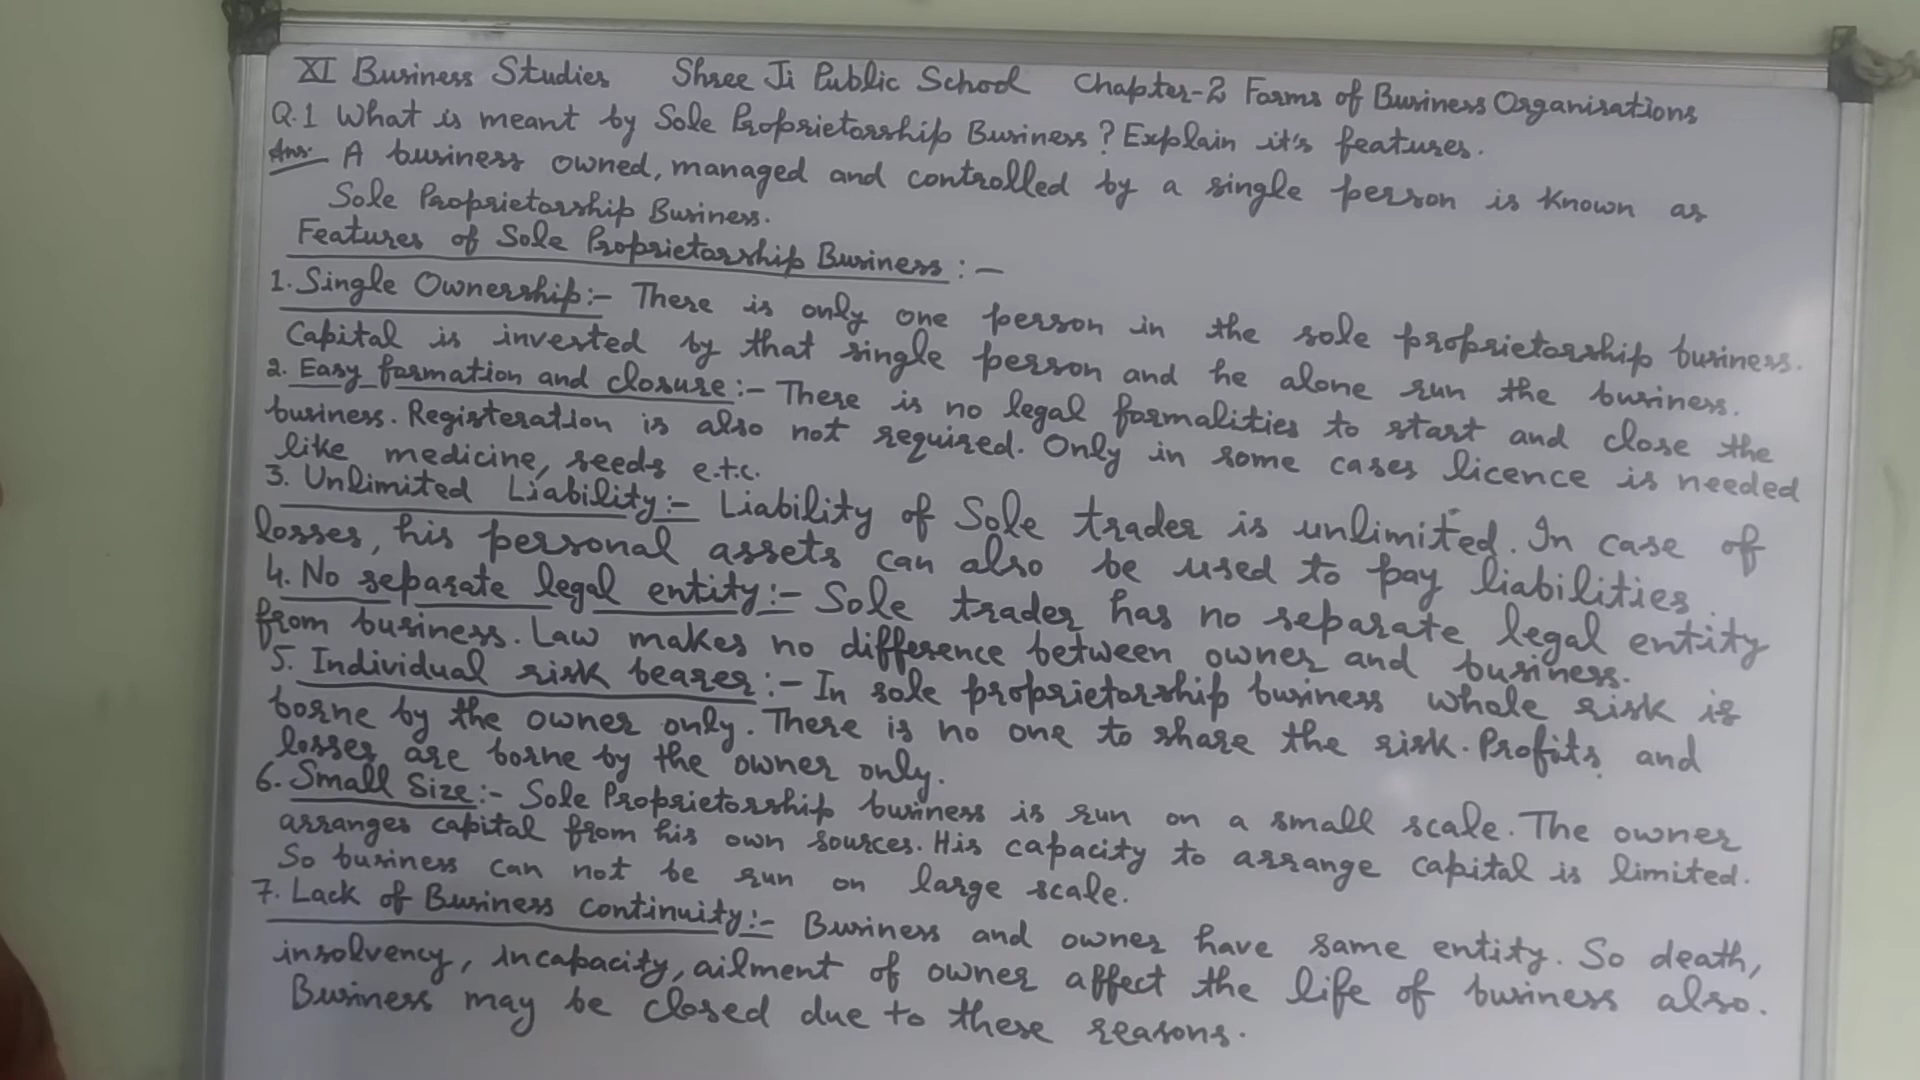 XI Business Studies Shree Ji Public School Chapter-2 Forms of Business Organisations
Q.1 What is meant by Sole Proprietorship Business? Explain it's features.
Ans. A business owned, managed and controlled by a single person is known as
Sole Proprietorship Business.
Features of Sole Proprietorship Business:-
1. Single Ownership:- There is only one person in the sole proprietorship business.
Capital is invested by that single person and he alone run the business.
2. Easy formation and closure:- There is no legal formalities to start and close the
business. Registeration is also not required. Only in some cases licence is needed
like medicine, seeds e.t.c.
3. Unlimited Liability:- Liability of Sole trader is unlimited. In case of
losses, his personal assets can also be used to pay liabilities.
4. No separate legal entity:- Sole trader has no separate legal entity
from business. Law makes no difference between owner and business.
5. Individual risk bearer:- In sole proprietorship business whole risk is
borne by the owner only. There is no one to share the risk. Profits and
losses are borne by the owner only.
6. Small Size:- Sole Proprietorship business is run on a small scale. The owner
arranges capital from his own sources. His capacity to arrange capital is limited.
So business can not be run on large scale.
7. Lack of Business continuity:- Business and owner have same entity. So death,
insolvency, incapacity, ailment of owner affect the life of business also.
Business may be closed due to these reasons.